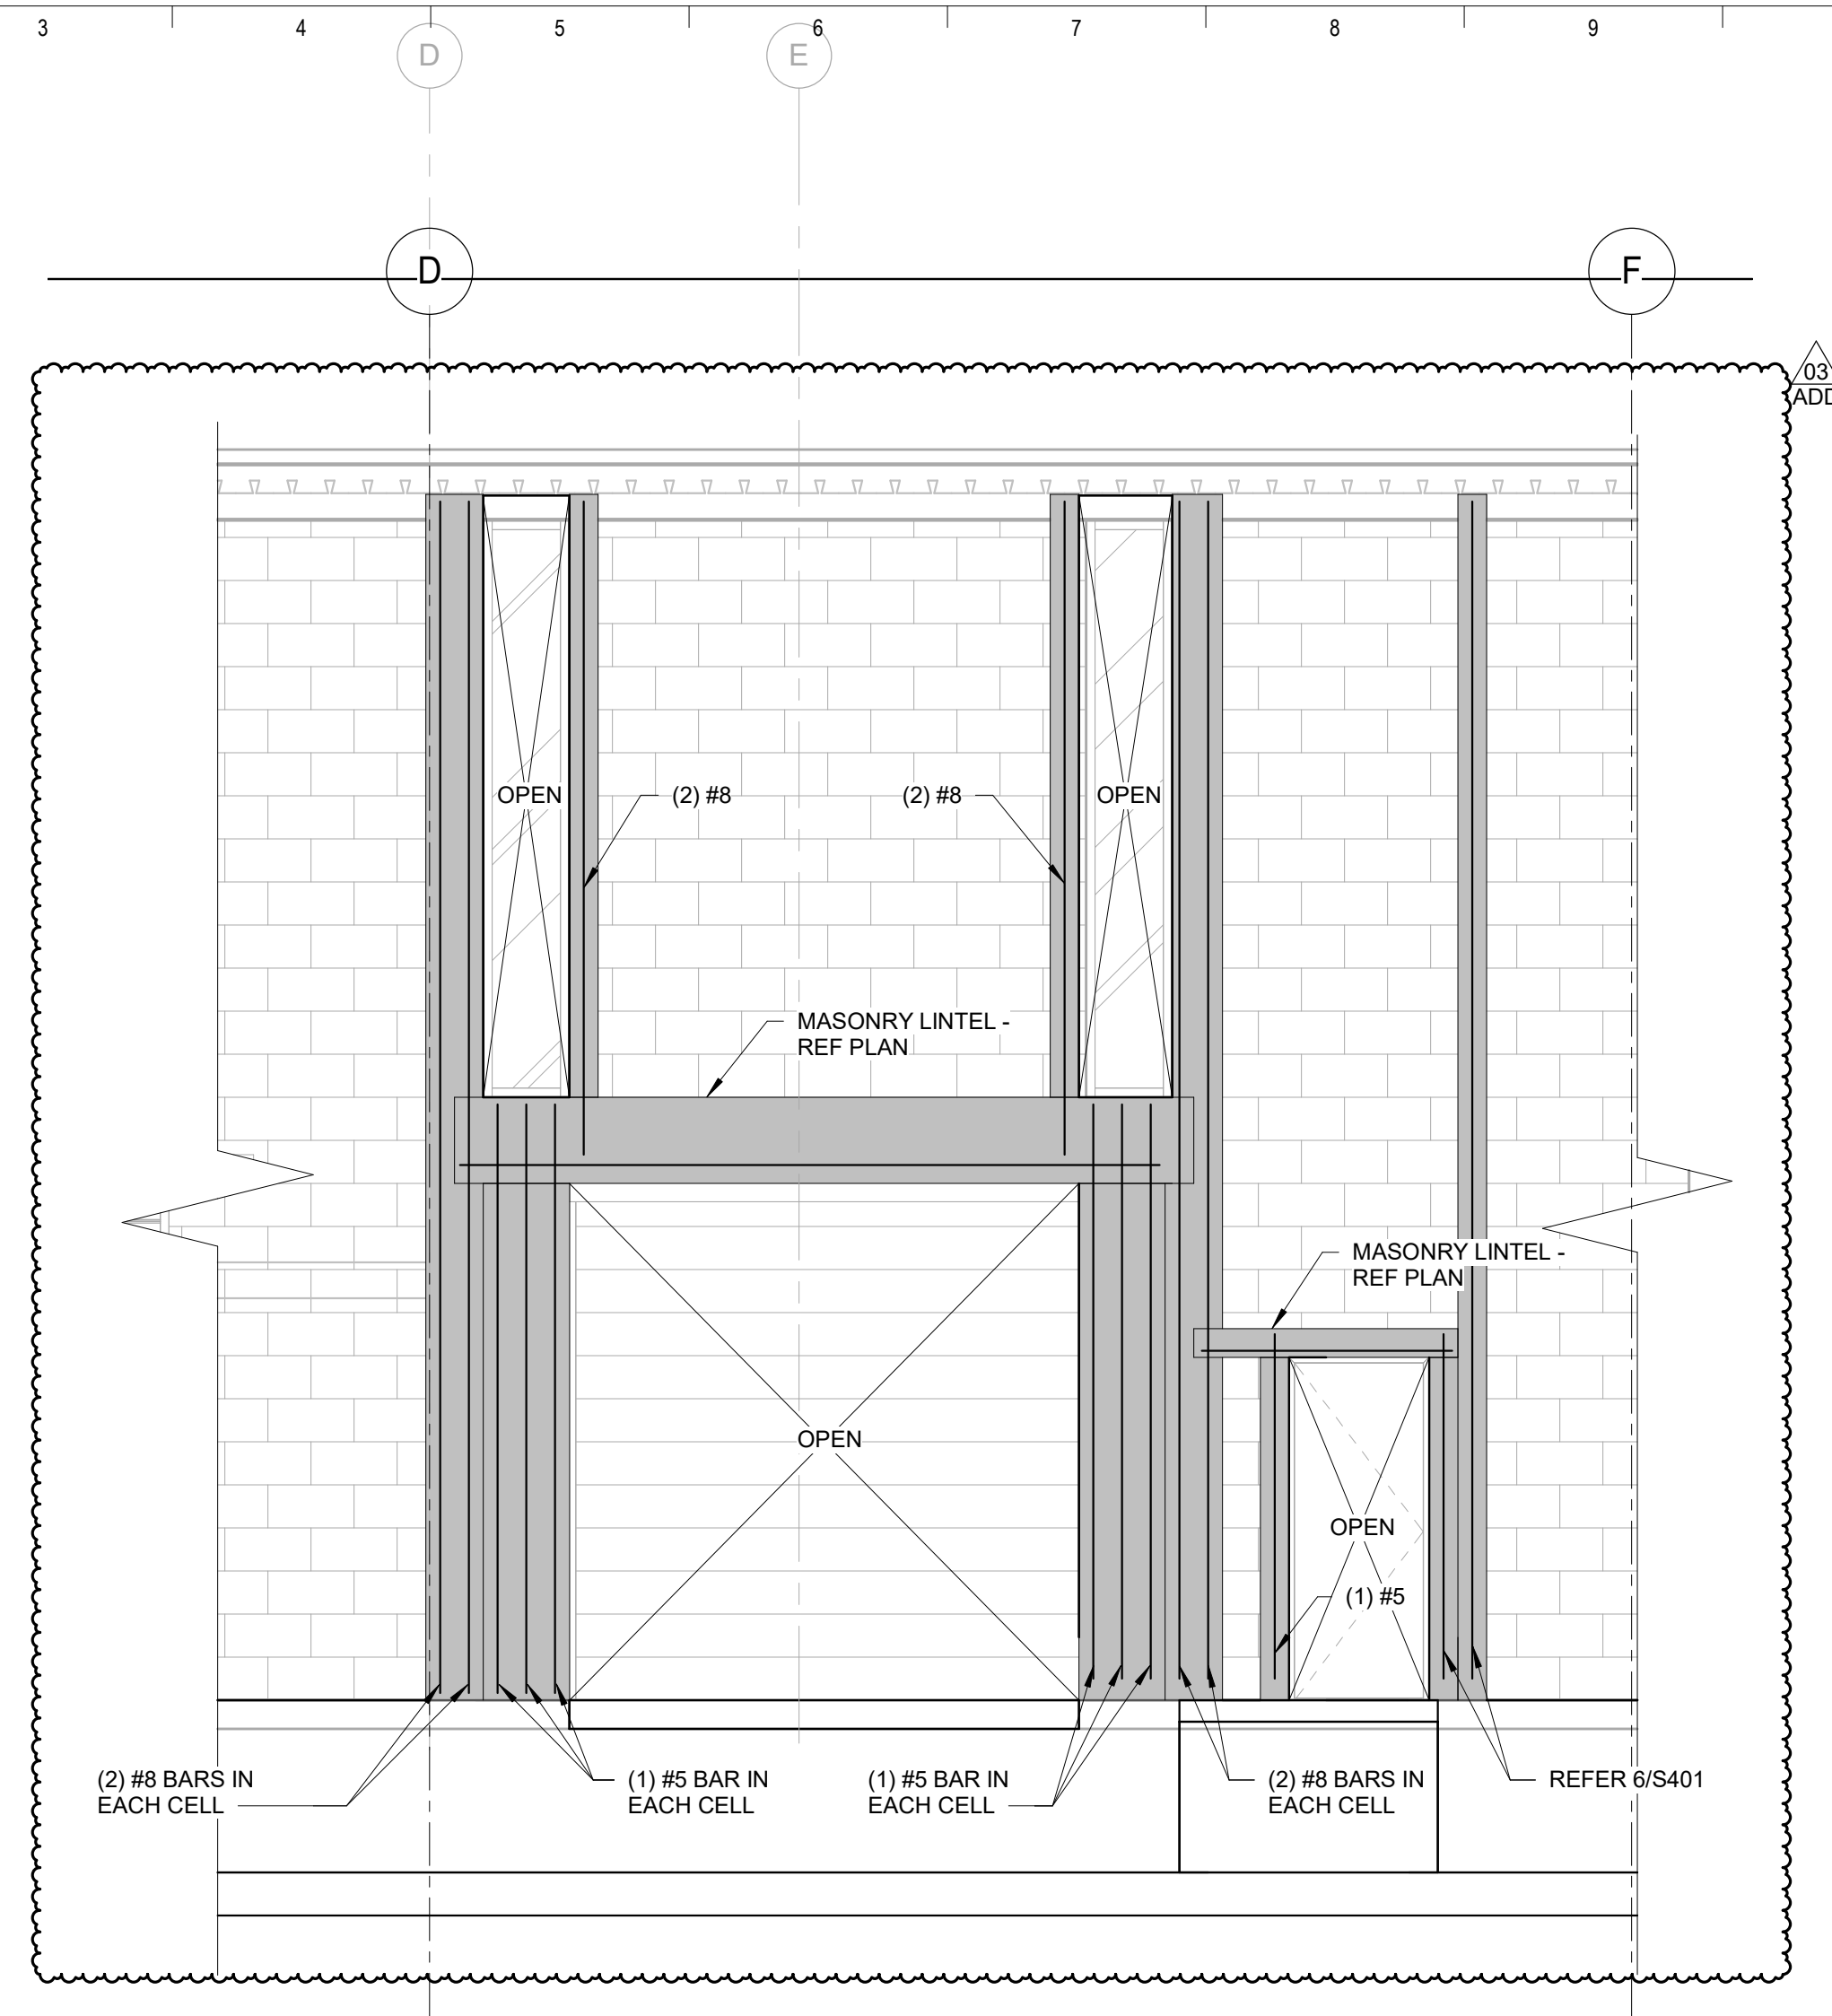 3 4 5 6 7 8 9
D E
D F
03
ADD
OPEN (2) #8 (2) #8 OPEN
MASONRY LINTEL -
REF PLAN
MASONRY LINTEL -
REF PLAN
OPEN
OPEN
(1) #5
(2) #8 BARS IN
EACH CELL
(1) #5 BAR IN
EACH CELL
(1) #5 BAR IN
EACH CELL
(2) #8 BARS IN
EACH CELL
REFER 6/S401